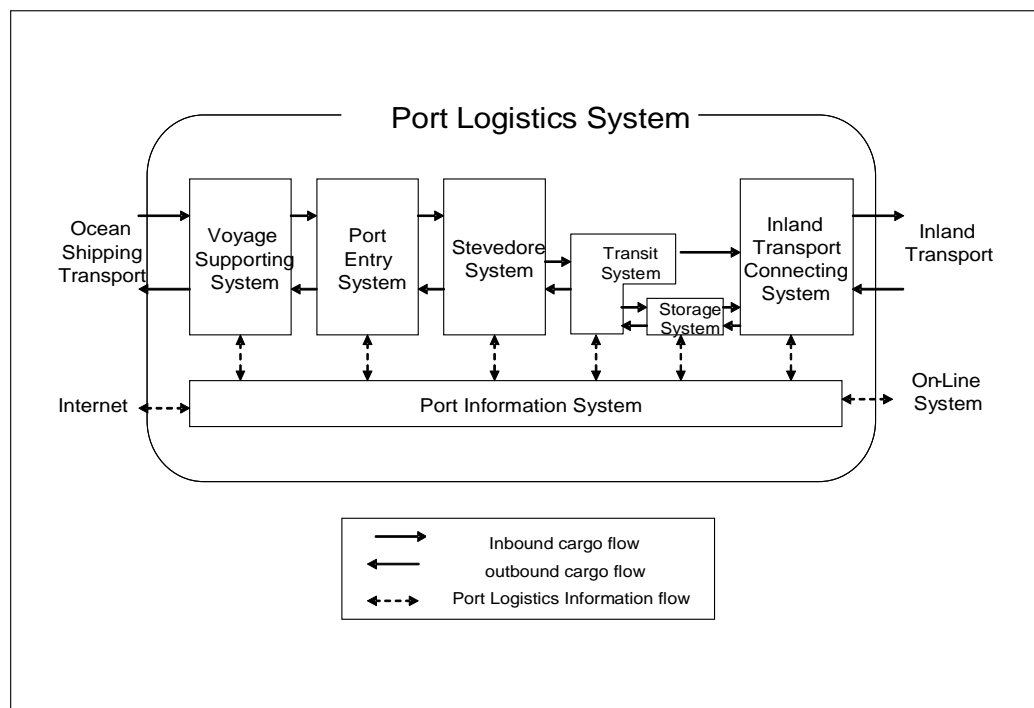 Port Logistics System
Ocean
Shipping
Transport
Voyage
Supporting
System
Port
Entry
System
Stevedore
System
Transit
System
Storage
System
Inland
Transport
Connecting
System
Inland
Transport
Internet
Port Information System
On-Line
System
Inbound cargo flow
outbound cargo flow
Port Logistics Information flow